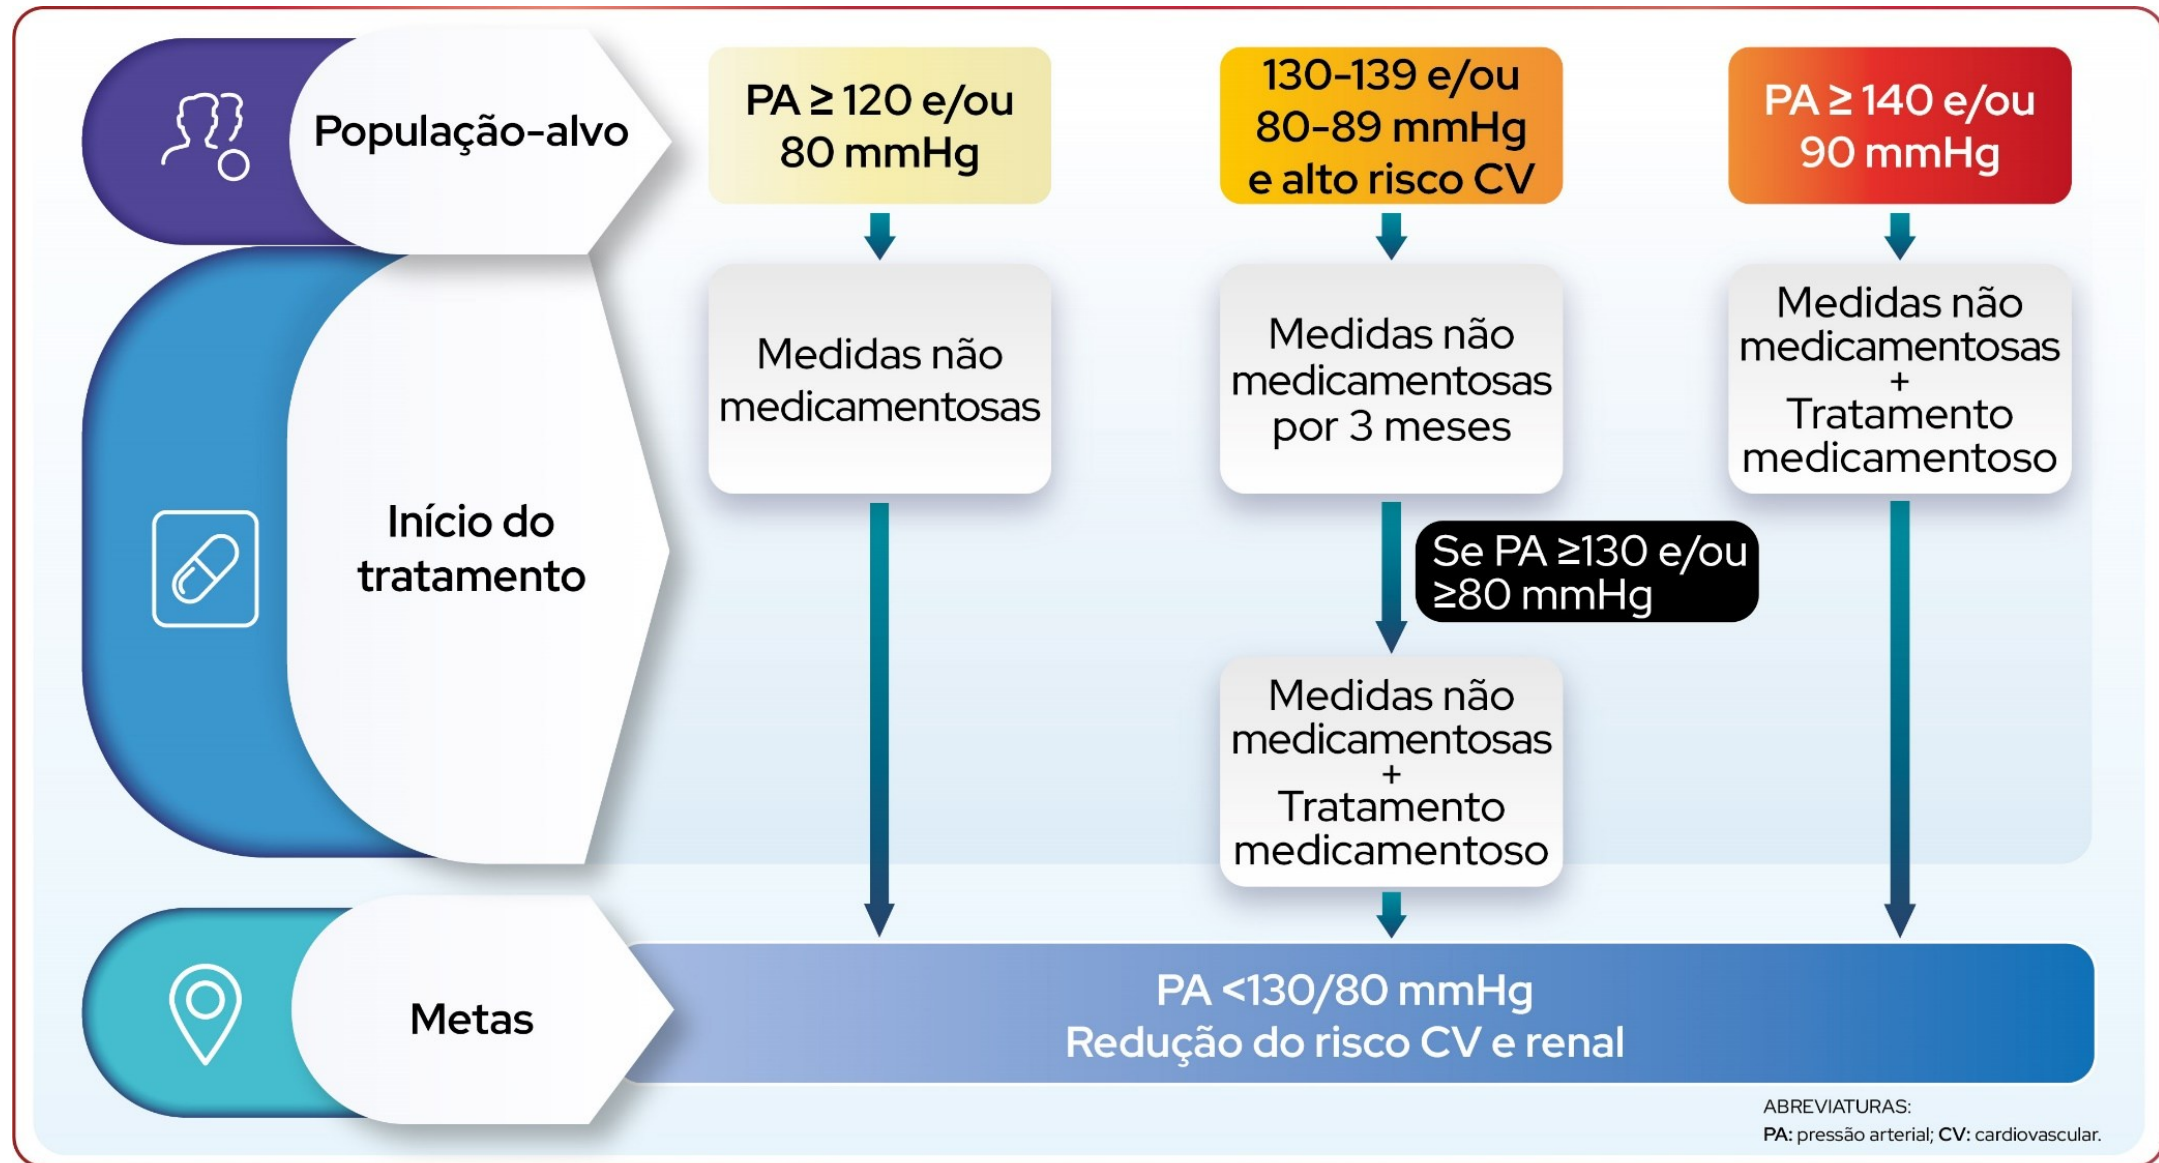 População-alvo
PA ≥ 120 e/ou
80 mmHg
130-139 e/ou
80-89 mmHg
e alto risco CV
PA ≥ 140 e/ou
90 mmHg
Início do
tratamento
Medidas não
medicamentosas
Medidas não
medicamentosas
por 3 meses
Medidas não
medicamentosas
+
Tratamento
medicamentoso
Se PA ≥130 e/ou
≥80 mmHg
Medidas não
medicamentosas
+
Tratamento
medicamentoso
Metas
PA <130/80 mmHg
Redução do risco CV e renal
ABREVIATURAS:
PA: pressão arterial; CV: cardiovascular.